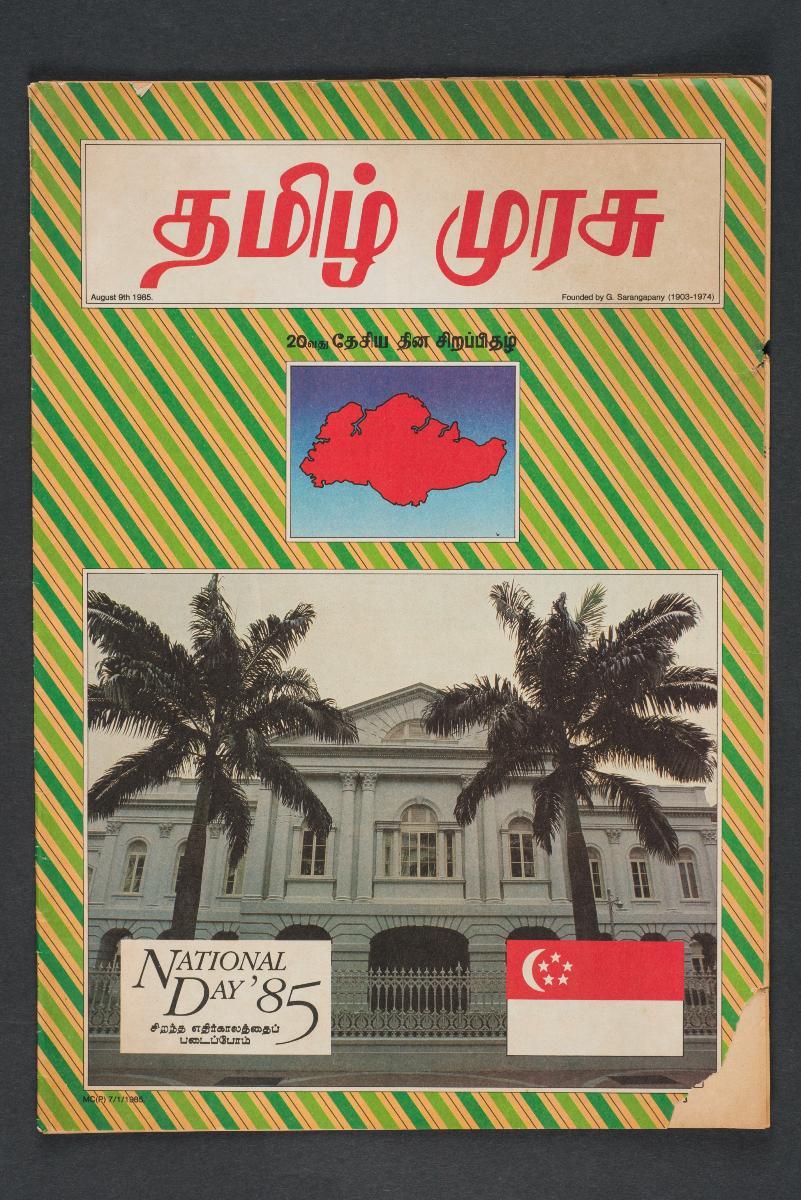 தமிழ் முரசு
August 9th 1985.
Founded by G. Sarangapany (1903-1974)
20வது தேசிய தின சிறப்பிதழ்
NATIONAL
DAY '85
சிறந்த எதிர்காலத்தைப்
படைப்போம்
MC(P) 7/1/1985.